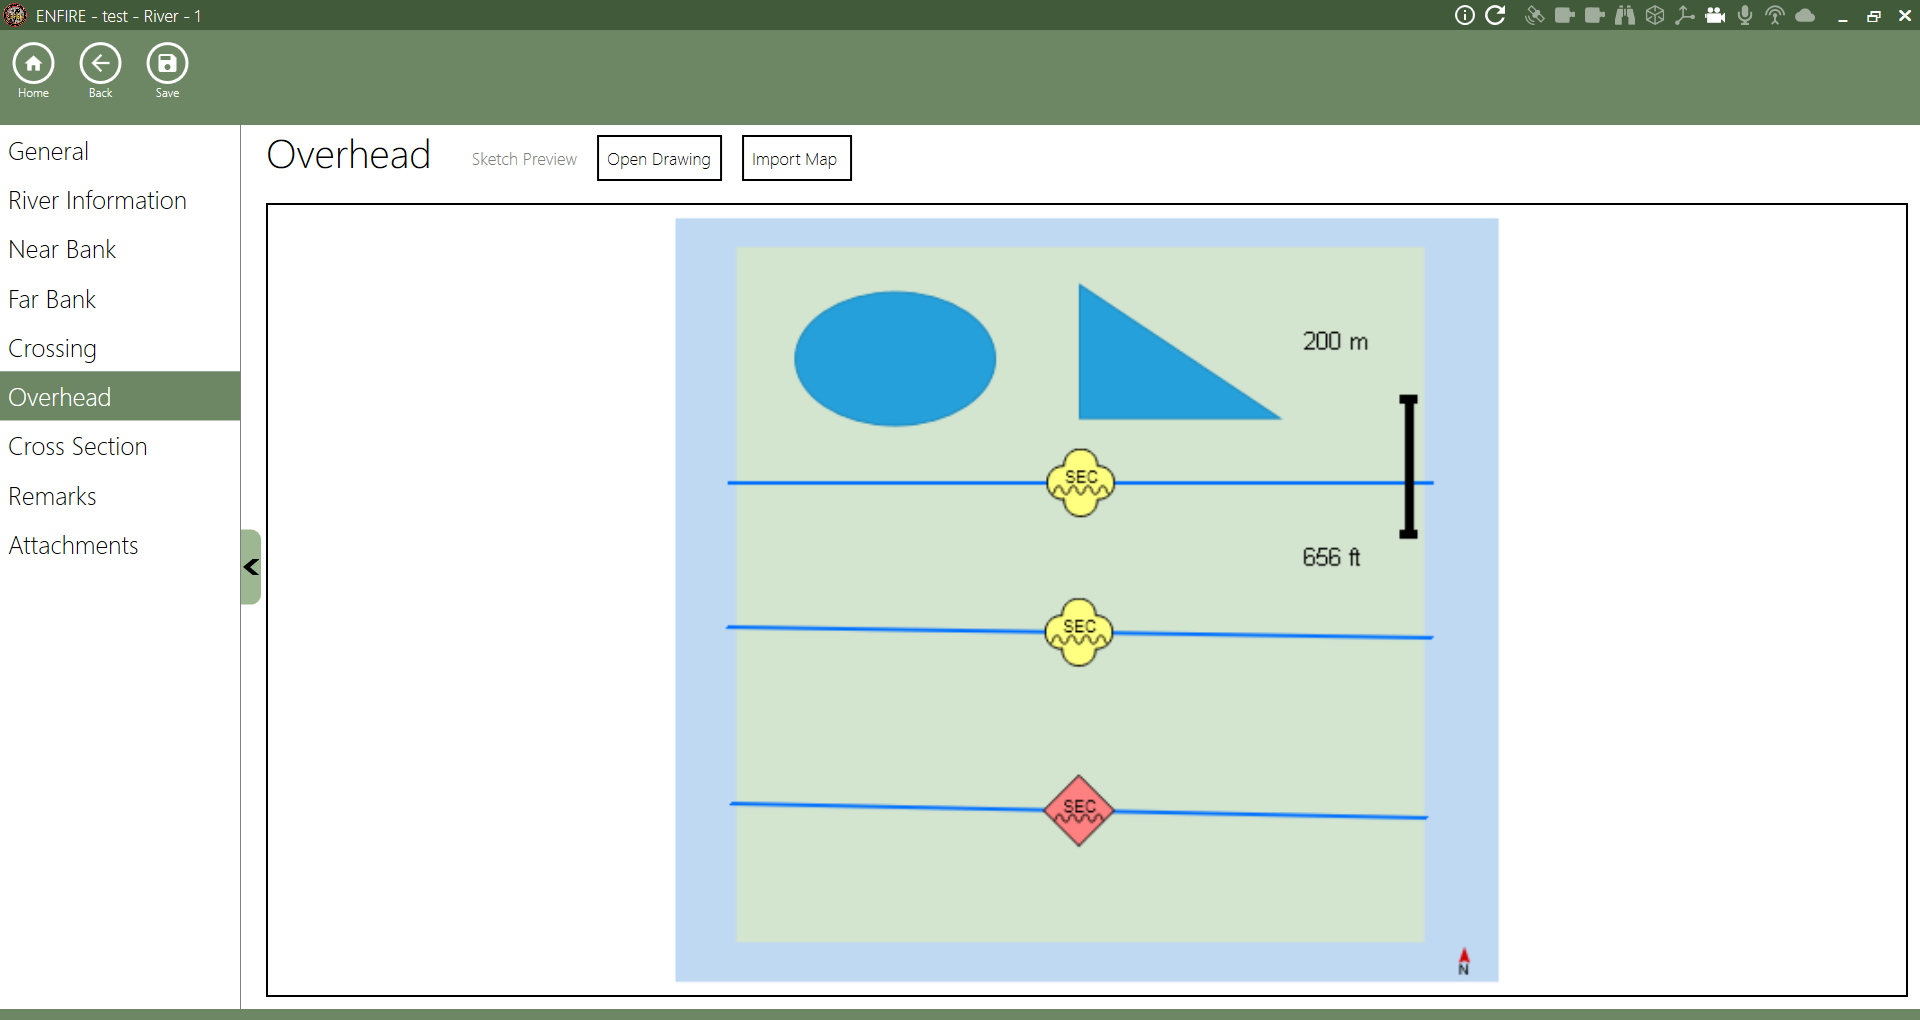 ENFIRE - test - River - 1
Home
Back
Save
General
River Information
Near Bank
Far Bank
Crossing
Overhead
Cross Section
Remarks
Attachments
Overhead
Sketch Preview
Open Drawing
Import Map
200 m
SEC
656 ft
SEC
SEC
N